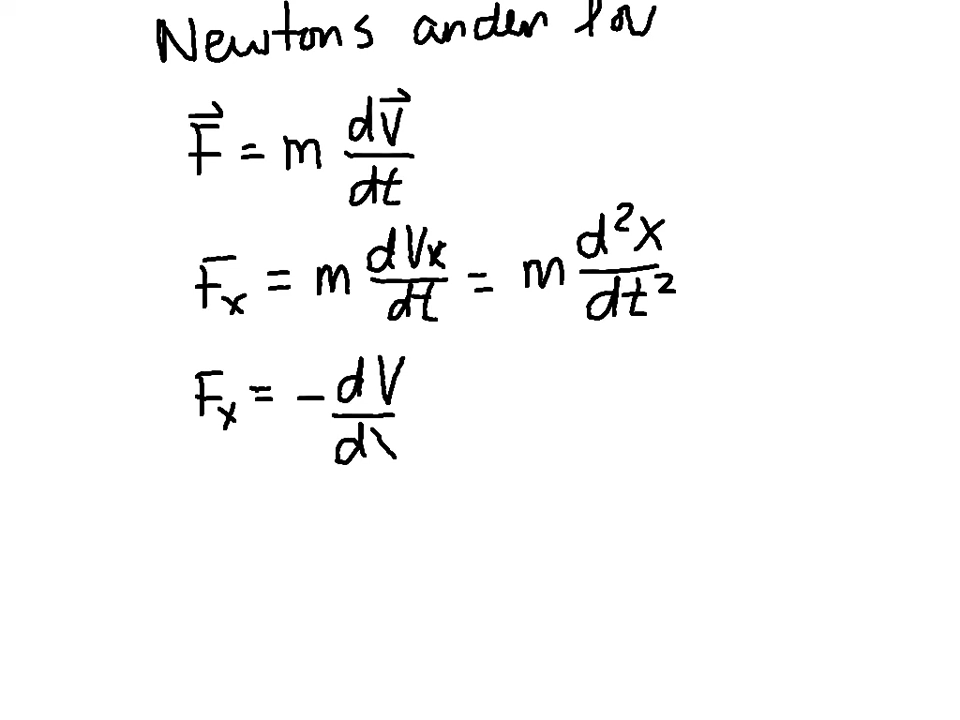 Newtons anden lov
F⃗ = m dv⃗/dt
Fx = m dVx/dt = m d²x/dt²
Fx = - dV/d\